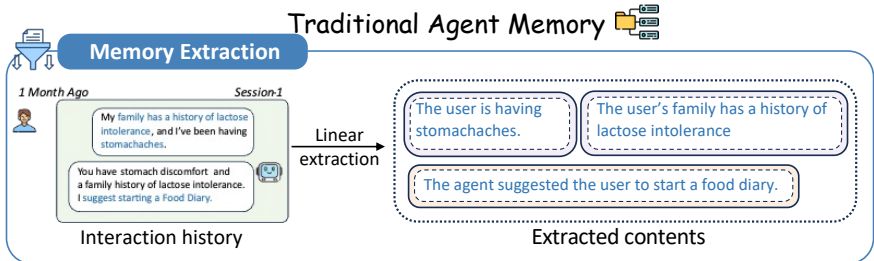 Traditional Agent Memory
Memory Extraction
1 Month Ago
Session-1
My family has a history of lactose
intolerance, and I've been having
stomachaches.
You have stomach discomfort and
a family history of lactose intolerance.
I suggest starting a Food Diary.
Interaction history
Linear
extraction
The user is having
stomachaches.
The user's family has a history of
lactose intolerance
The agent suggested the user to start a food diary.
Extracted contents